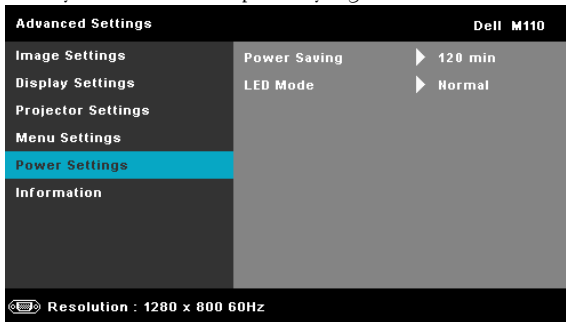 Advanced Settings Dell M110
Image Settings Power Saving 120 min
Display Settings LED Mode Normal
Projector Settings
Menu Settings
Power Settings
Information
Resolution : 1280 x 800 60Hz